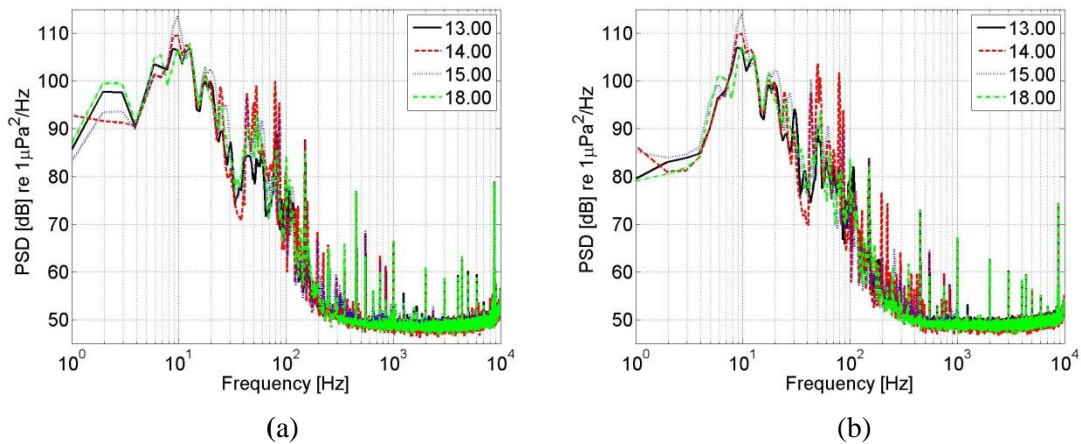 110
100
90
80
70
60
50
PSD [dB] re 1μPa²/Hz
13.00
14.00
15.00
18.00
10⁰ 10¹ 10² 10³ 10⁴
Frequency [Hz]
(a)
110
100
90
80
70
60
50
PSD [dB] re 1μPa²/Hz
13.00
14.00
15.00
18.00
10⁰ 10¹ 10² 10³ 10⁴
Frequency [Hz]
(b)